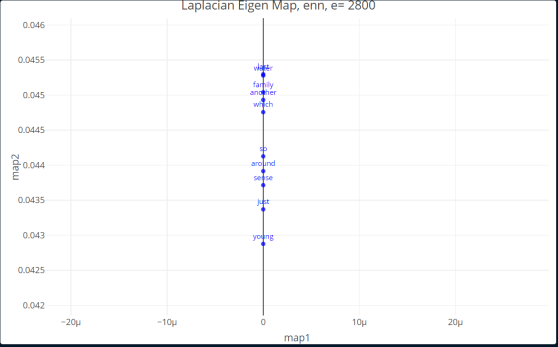 Laplacian Eigen Map, enn, e= 2800
0.046
0.0455
water
family
0.045
another
which
0.0445
so
around
0.044
sense
0.0435
just
young
0.043
0.0425
0.042
map2
−20μ
−10μ
0
10μ
20μ
map1